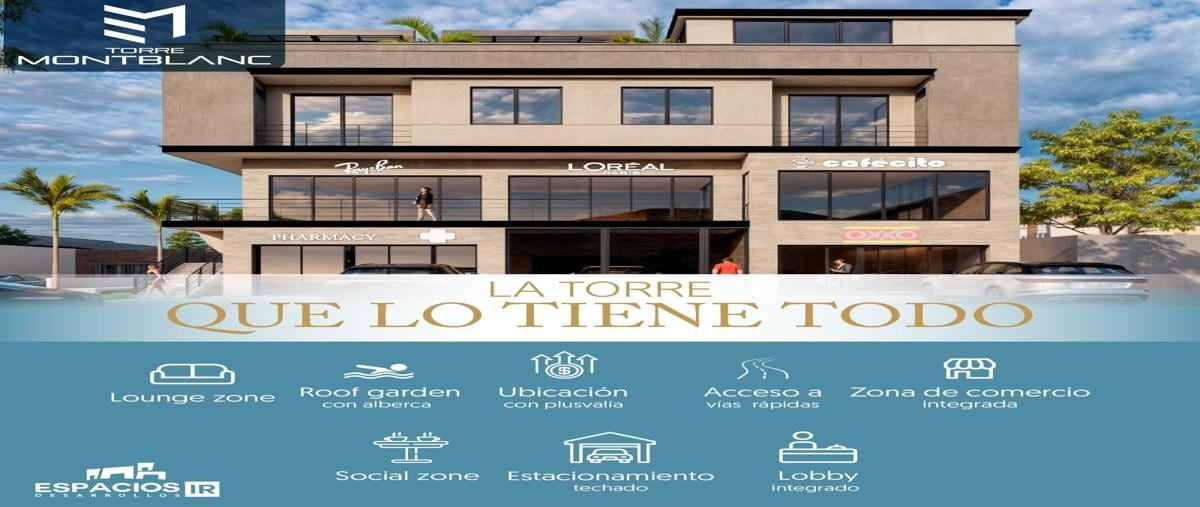 TORRE
MONTBLANC
Ray-Ban
L'ORÉAL
PARIS
cafécito
PHARMACY
OXXO
LA TORRE
QUE LO TIENE TODO
Lounge zone
Roof garden
con alberca
Ubicación
con plusvalía
Acceso a
vías rápidas
Zona de comercio
integrada
Social zone
Estacionamiento
techado
Lobby
integrado
ESPACIOS IR
DESARROLLOS